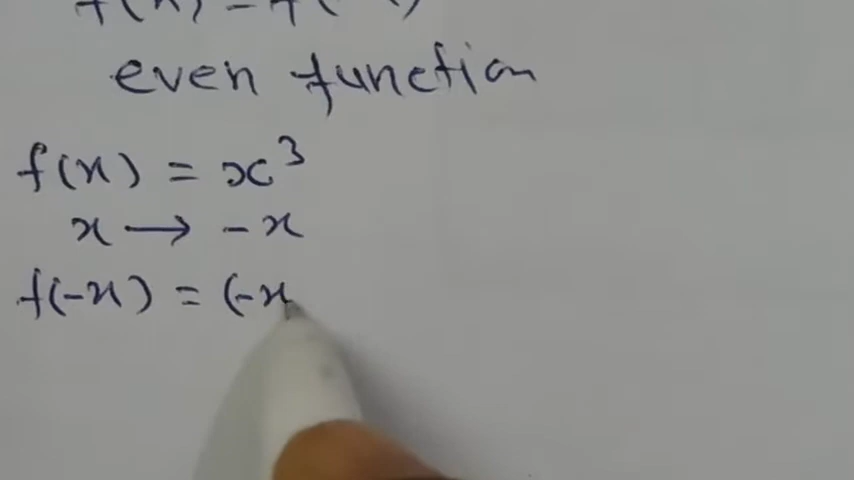 even function
f(x) = x³
x → -x
f(-x) = (-x